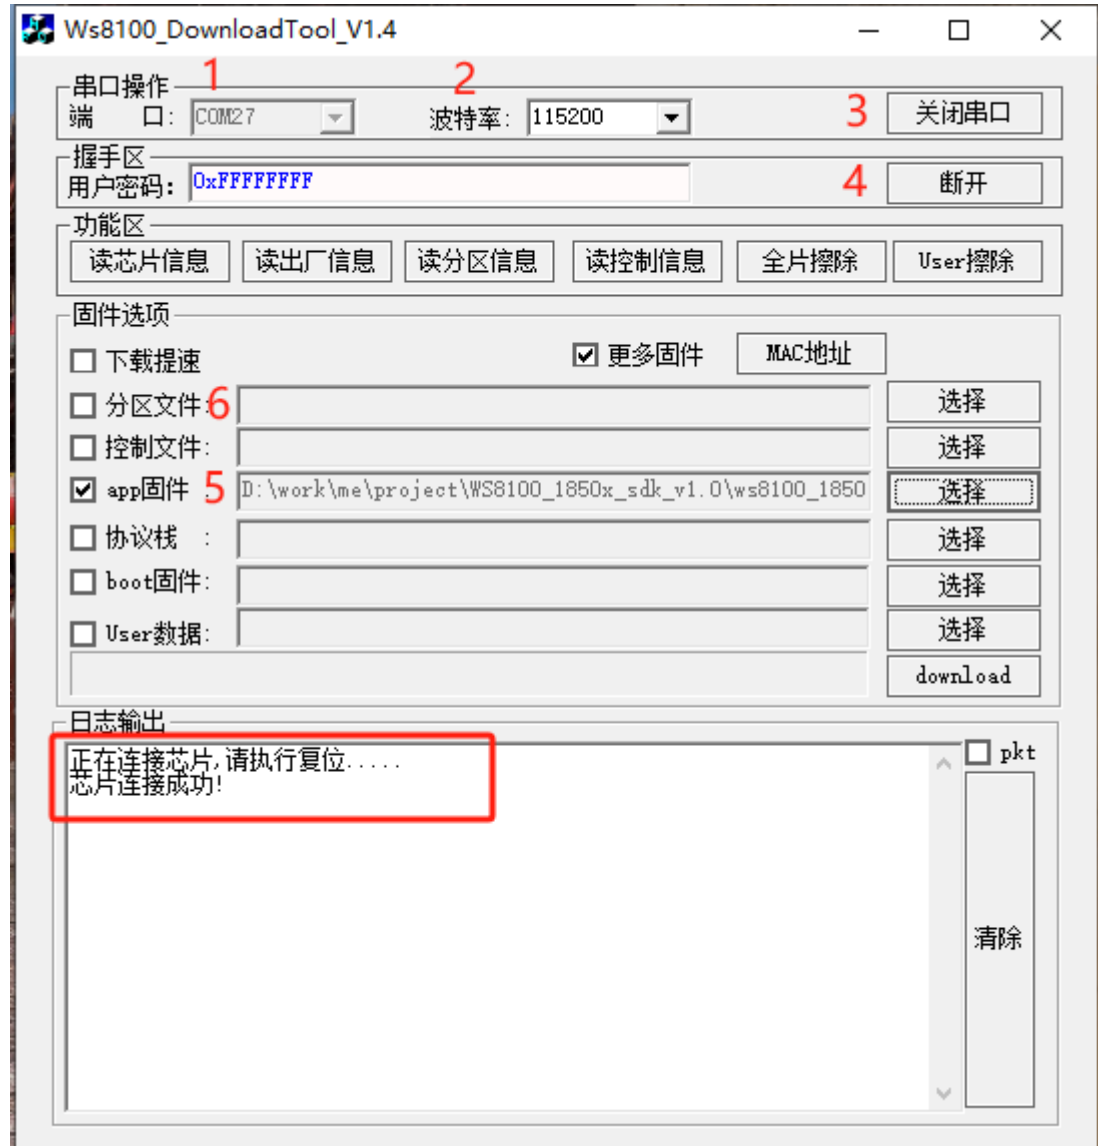 Ws8100_DownloadTool_V1.4
1
2
串口操作
端 口: COM27 波特率: 115200 3 关闭串口
握手区
用户密码: 0xFFFFFFFF 4 断开
功能区
读芯片信息 读出厂信息 读分区信息 读控制信息 全片擦除 User擦除
固件选项
下载提速 更多固件 MAC地址
分区文件: 6 选择
控制文件: 选择
app固件 : 5 D:\work\me\project\WS8100_1850x_sdk_v1.0\ws8100_1850 选择
协议栈 : 选择
boot固件: 选择
User数据: 选择
download
日志输出
正在连接芯片,请执行复位.....
芯片连接成功!
pkt
清除